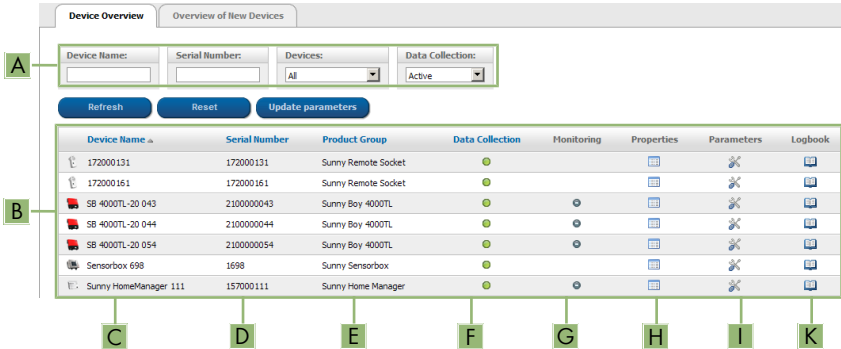 Device Overview Overview of New Devices
Device Name: Serial Number: Devices: Data Collection:
A
All Active
Refresh Reset Update parameters
Device Name Serial Number Product Group Data Collection Monitoring Properties Parameters Logbook
172000131 172000131 Sunny Remote Socket
172000161 172000161 Sunny Remote Socket
B
SB 4000TL-20 043 2100000043 Sunny Boy 4000TL
SB 4000TL-20 044 2100000044 Sunny Boy 4000TL
SB 4000TL-20 054 2100000054 Sunny Boy 4000TL
Sensorbox 698 1698 Sunny Sensorbox
Sunny HomeManager 111 157000111 Sunny Home Manager
C D E F G H I K